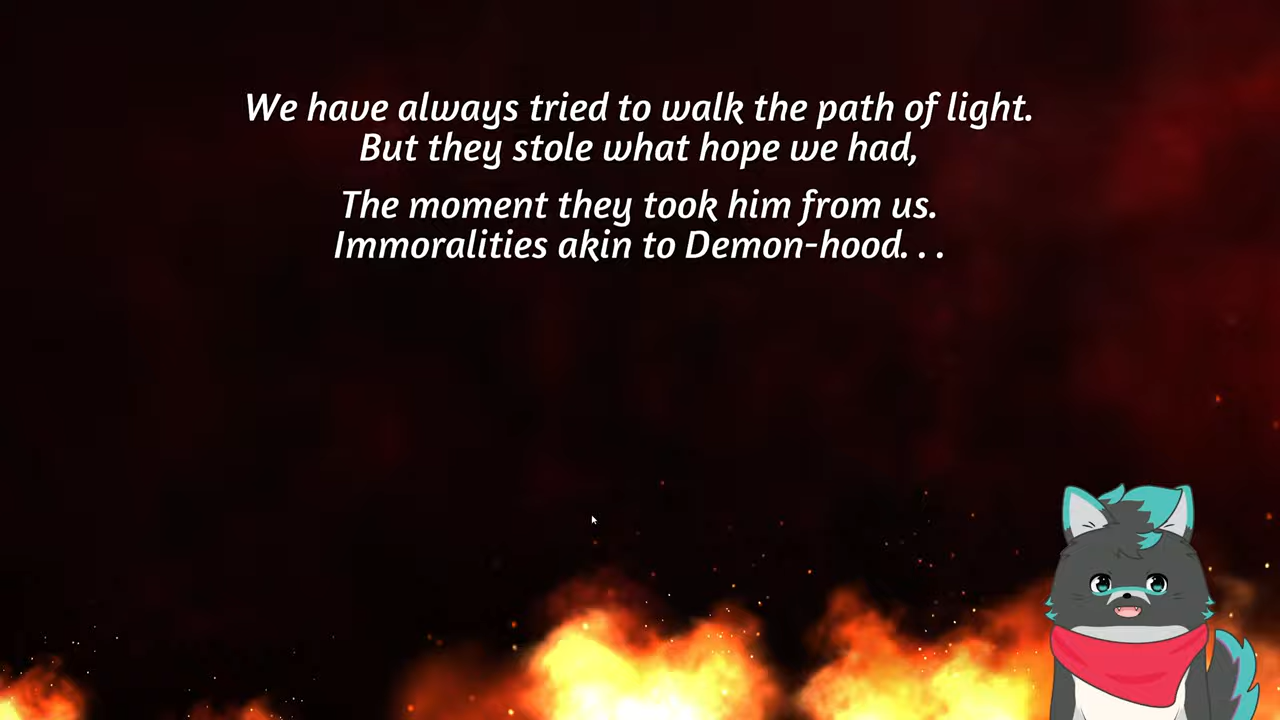 We have always tried to walk the path of light.
But they stole what hope we had,
The moment they took him from us.
Immoralities akin to Demon-hood. . .